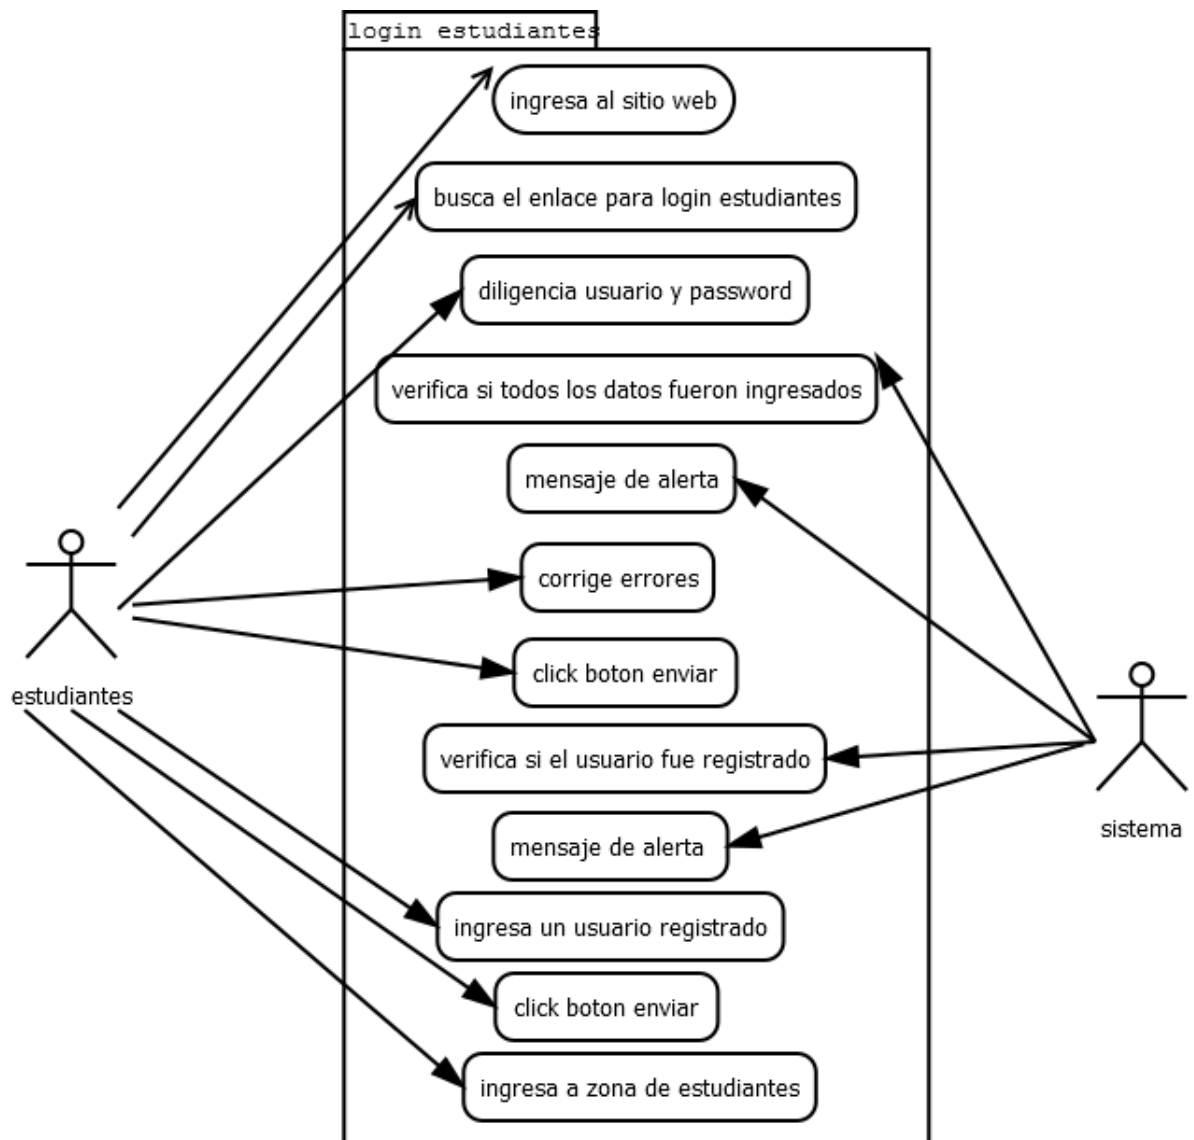 login estudiantes
ingresa al sitio web
busca el enlace para login estudiantes
diligencia usuario y password
verifica si todos los datos fueron ingresados
mensaje de alerta
corrige errores
click boton enviar
estudiantes
verifica si el usuario fue registrado
sistema
mensaje de alerta
ingresa un usuario registrado
click boton enviar
ingresa a zona de estudiantes